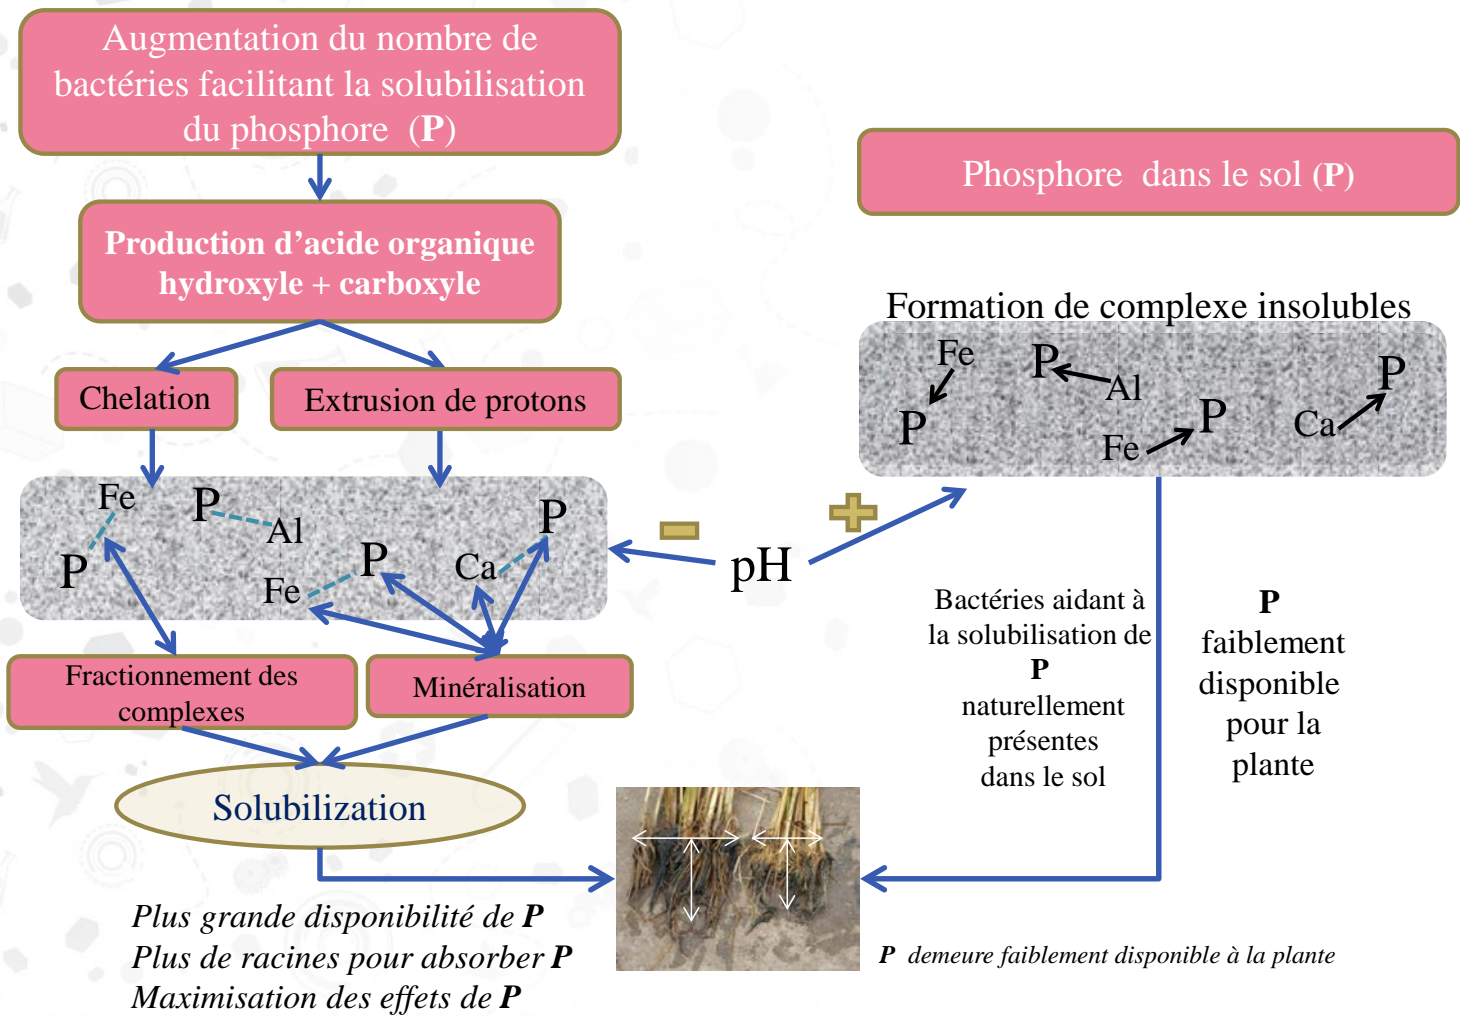 Augmentation du nombre de
bactéries facilitant la solubilisation
du phosphore (P)
Production d’acide organique
hydroxyle + carboxyle
Chelation
Extrusion de protons
Fe
P
Al
P
P
Fe
P
Ca
Fractionnement des
complexes
Minéralisation
Solubilization
Plus grande disponibilité de P
Plus de racines pour absorber P
Maximisation des effets de P
pH
Phosphore dans le sol (P)
Formation de complexe insolubles
Fe
P
Al
P
P
Fe
P
Ca
Bactéries aidant à
la solubilisation de
P
naturellement
présentes
dans le sol
P
faiblement
disponible
pour la
plante
P demeure faiblement disponible à la plante